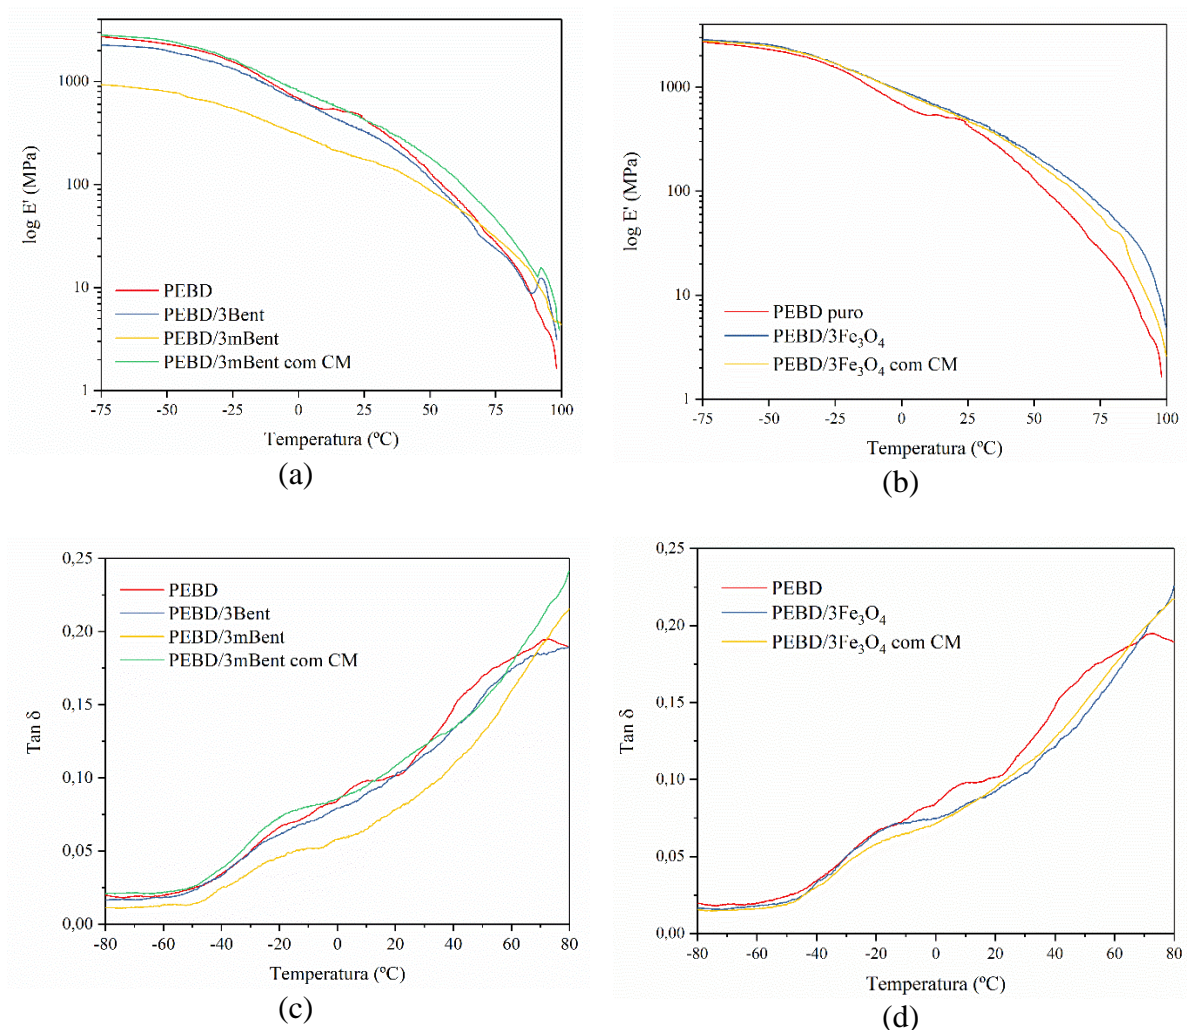 1000
100
10
1
log E' (MPa)
PEBD
PEBD/3Bent
PEBD/3mBent
PEBD/3mBent com CM
-75 -50 -25 0 25 50 75 100
Temperatura (ºC)
(a)
1000
100
10
1
log E' (MPa)
PEBD puro
PEBD/3Fe₃O₄
PEBD/3Fe₃O₄ com CM
-75 -50 -25 0 25 50 75 100
Temperatura (ºC)
(b)
0,25
0,20
0,15
0,10
0,05
0,00
Tan δ
PEBD
PEBD/3Bent
PEBD/3mBent
PEBD/3mBent com CM
-80 -60 -40 -20 0 20 40 60 80
Temperatura (ºC)
(c)
0,25
0,20
0,15
0,10
0,05
0,00
Tan δ
PEBD
PEBD/3Fe₃O₄
PEBD/3Fe₃O₄ com CM
-80 -60 -40 -20 0 20 40 60 80
Temperatura (ºC)
(d)